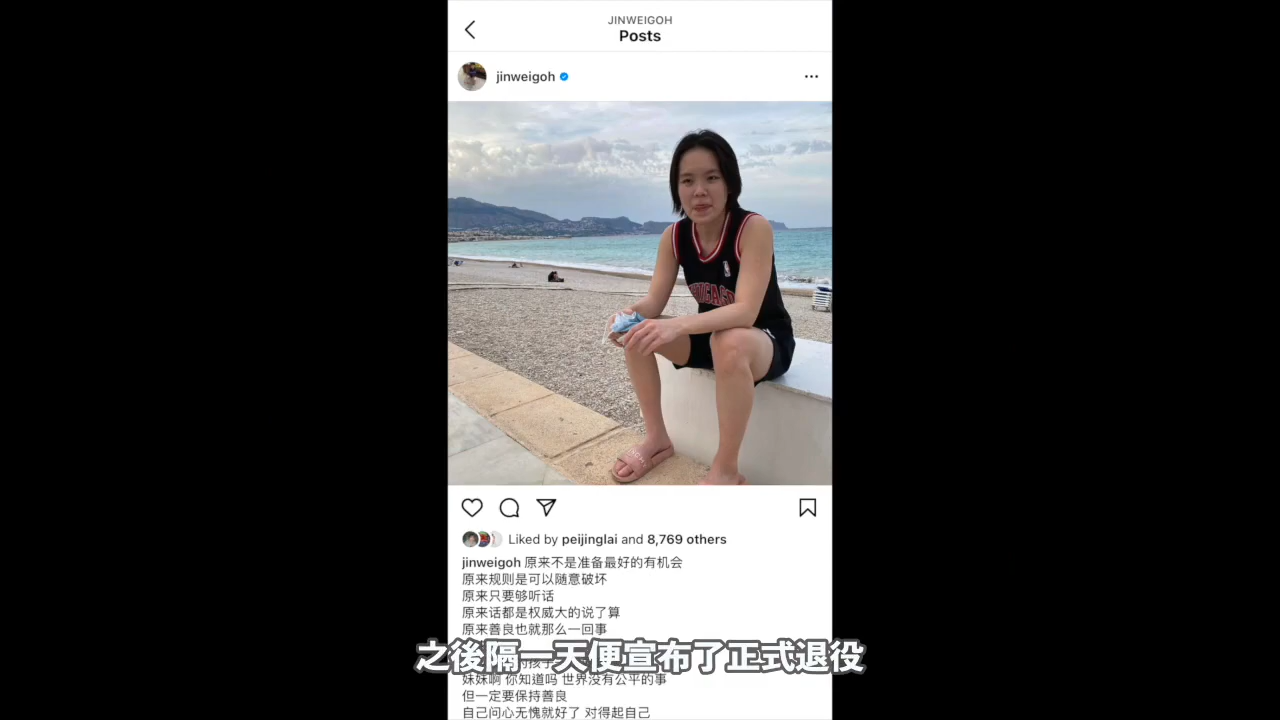 JINWEIGOH
Posts
jinweigoh
CHICAGO
Liked by peijinglai and 8,769 others
jinweigoh 原来不是准备最好的有机会
原来规则是可以随意破坏
原来只要够听话
原来话都是权威大的说了算
原来善良也就那么一回事
之後隔一天便宣布了正式退役
妹妹啊 你知道吗 世界没有公平的事
但一定要保持善良
自己问心无愧就好了 对得起自己